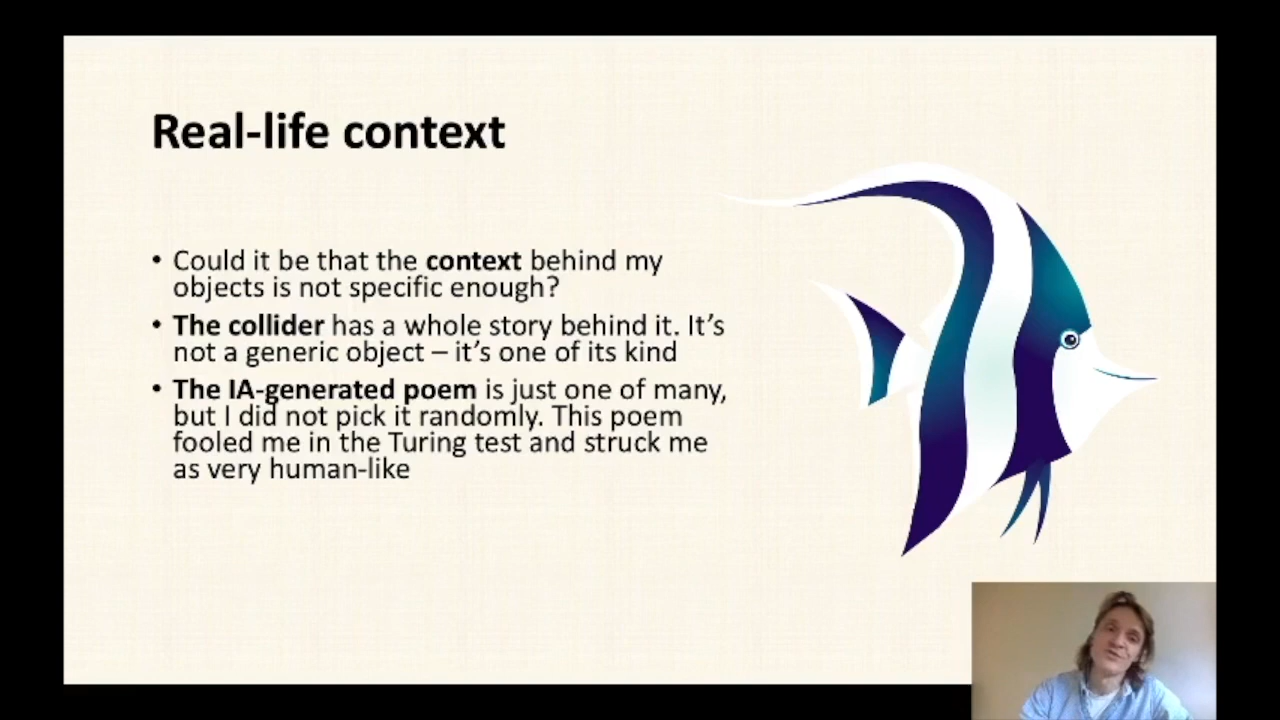 Real-life context
• Could it be that the context behind my
objects is not specific enough?
• The collider has a whole story behind it. It’s
not a generic object – it’s one of its kind
• The IA-generated poem is just one of many,
but I did not pick it randomly. This poem
fooled me in the Turing test and struck me
as very human-like